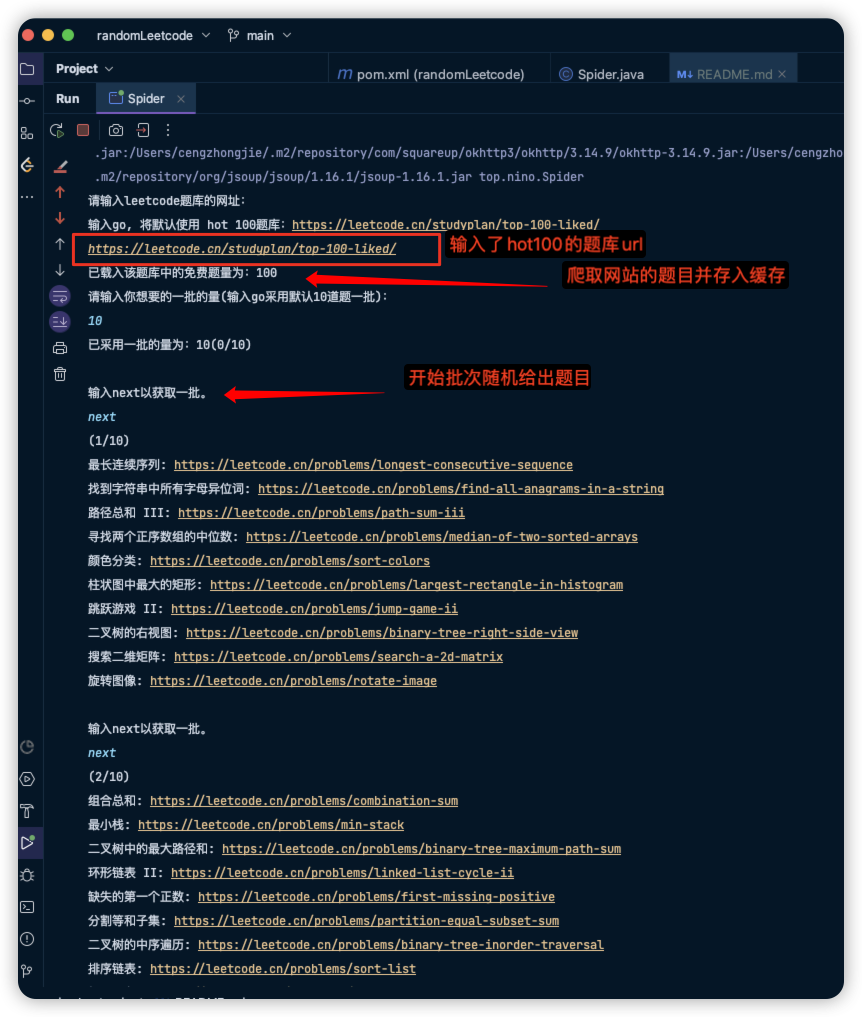 randomLeetcode main
Project
pom.xml (randomLeetcode) Spider.java README.md
Run Spider
.jar:/Users/cengzhongjie/.m2/repository/com/squareup/okhttp3/okhttp/3.14.9/okhttp-3.14.9.jar:/Users/cengzho
.m2/repository/org/jsoup/jsoup/1.16.1/jsoup-1.16.1.jar top.nino.Spider
请输入leetcode题库的网址:
输入go, 将默认使用 hot 100题库: https://leetcode.cn/studyplan/top-100-liked/
https://leetcode.cn/studyplan/top-100-liked/
输入了hot100的题库url
已载入该题库中的免费题量为: 100
爬取网站的题目并存入缓存
请输入你想要的一批的量(输入go采用默认10道题一批):
10
已采用一批的量为: 10(0/10)
开始批次随机给出题目
输入next以获取一批。
next
(1/10)
最长连续序列: https://leetcode.cn/problems/longest-consecutive-sequence
找到字符串中所有字母异位词: https://leetcode.cn/problems/find-all-anagrams-in-a-string
路径总和 III: https://leetcode.cn/problems/path-sum-iii
寻找两个正序数组的中位数: https://leetcode.cn/problems/median-of-two-sorted-arrays
颜色分类: https://leetcode.cn/problems/sort-colors
柱状图中最大的矩形: https://leetcode.cn/problems/largest-rectangle-in-histogram
跳跃游戏 II: https://leetcode.cn/problems/jump-game-ii
二叉树的右视图: https://leetcode.cn/problems/binary-tree-right-side-view
搜索二维矩阵: https://leetcode.cn/problems/search-a-2d-matrix
旋转图像: https://leetcode.cn/problems/rotate-image
输入next以获取一批。
next
(2/10)
组合总和: https://leetcode.cn/problems/combination-sum
最小栈: https://leetcode.cn/problems/min-stack
二叉树中的最大路径和: https://leetcode.cn/problems/binary-tree-maximum-path-sum
环形链表 II: https://leetcode.cn/problems/linked-list-cycle-ii
缺失的第一个正数: https://leetcode.cn/problems/first-missing-positive
分割等和子集: https://leetcode.cn/problems/partition-equal-subset-sum
二叉树的中序遍历: https://leetcode.cn/problems/binary-tree-inorder-traversal
排序链表: https://leetcode.cn/problems/sort-list